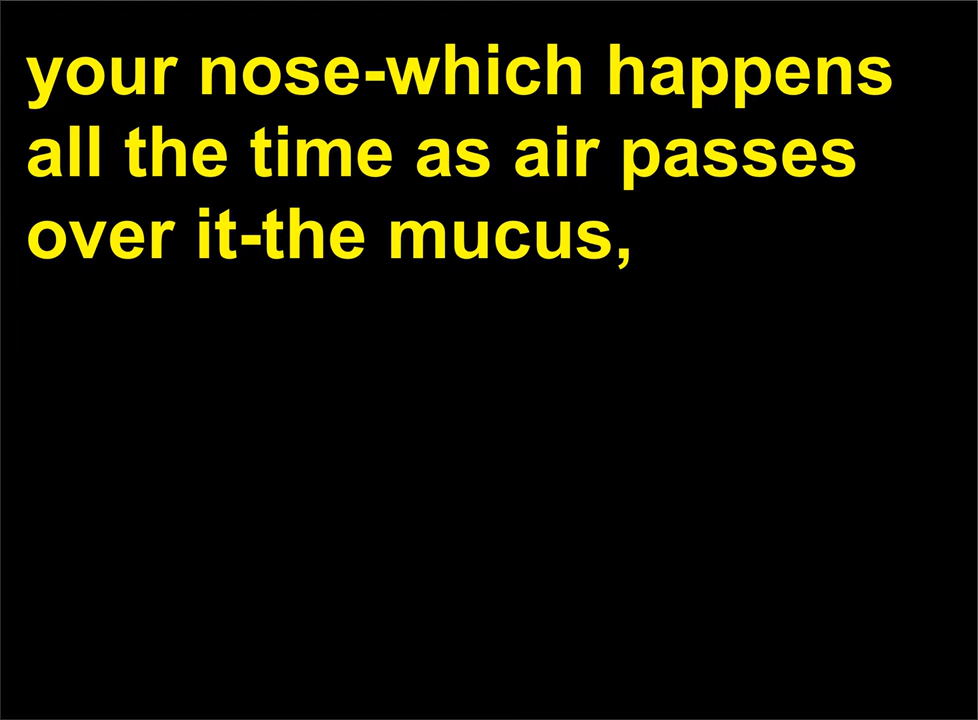 your nose-which happens
all the time as air passes
over it-the mucus,